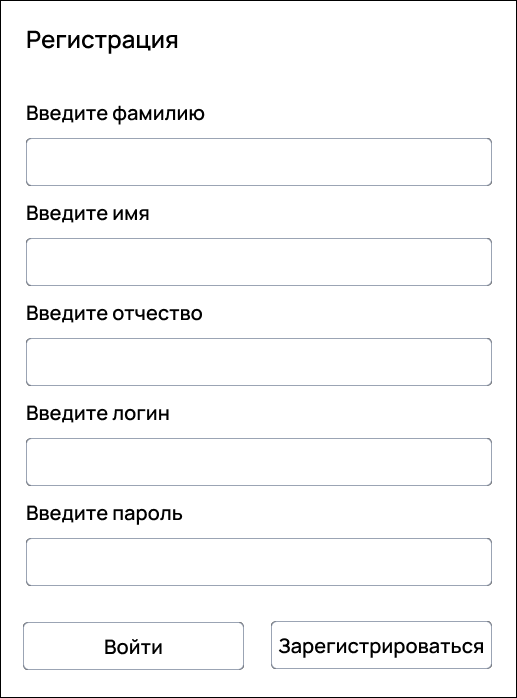 Регистрация
Введите фамилию
Введите имя
Введите отчество
Введите логин
Введите пароль
Войти
Зарегистрироваться